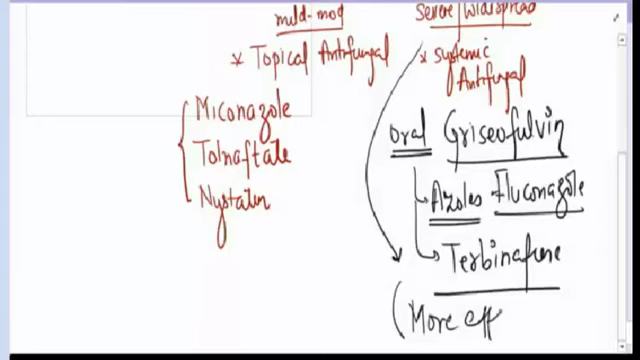 mild-mod
* Topical Antifungal
Miconazole
Tolnaftate
Nystatin
Severe/widespread
* Systemic
Antifungal
Oral Griseofulvin
Azoles Fluconazole
Terbinafine
(More eff